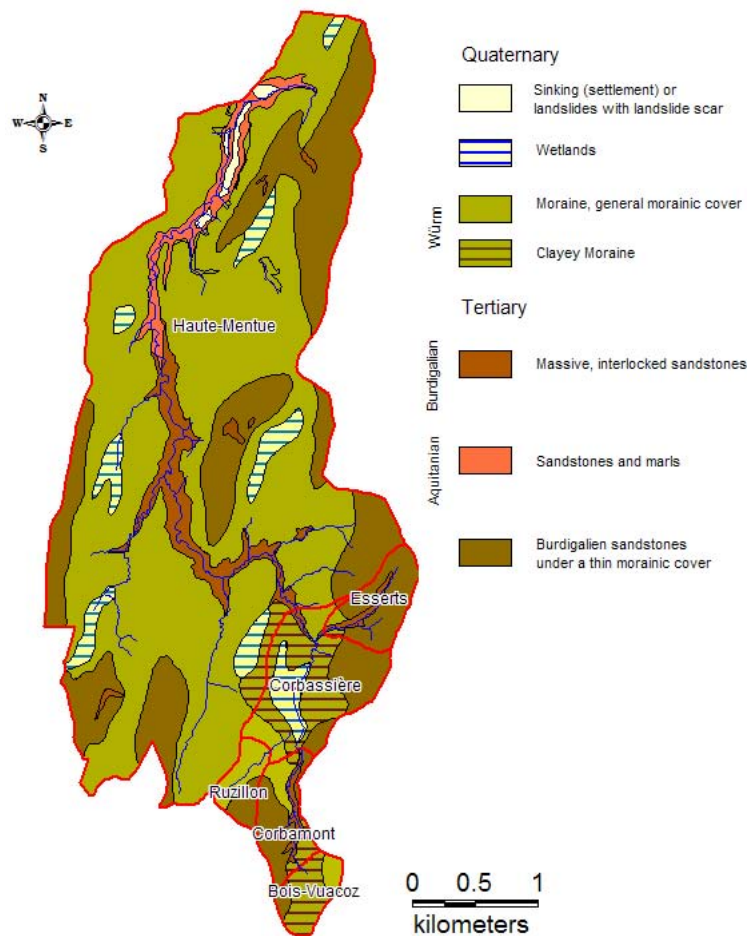 N
W E
S
Haute-Mentue
Esserts
Corbassière
Ruzillon
Corbamont
Bois-Vuacoz
Quaternary
Sinking (settlement) or
landslides with landslide scar
Wetlands
Würm
Moraine, general morainic cover
Clayey Moraine
Tertiary
Burdigalian
Massive, interlocked sandstones
Aquitanian
Sandstones and marls
Burdigalien sandstones
under a thin morainic cover
0 0.5 1
kilometers